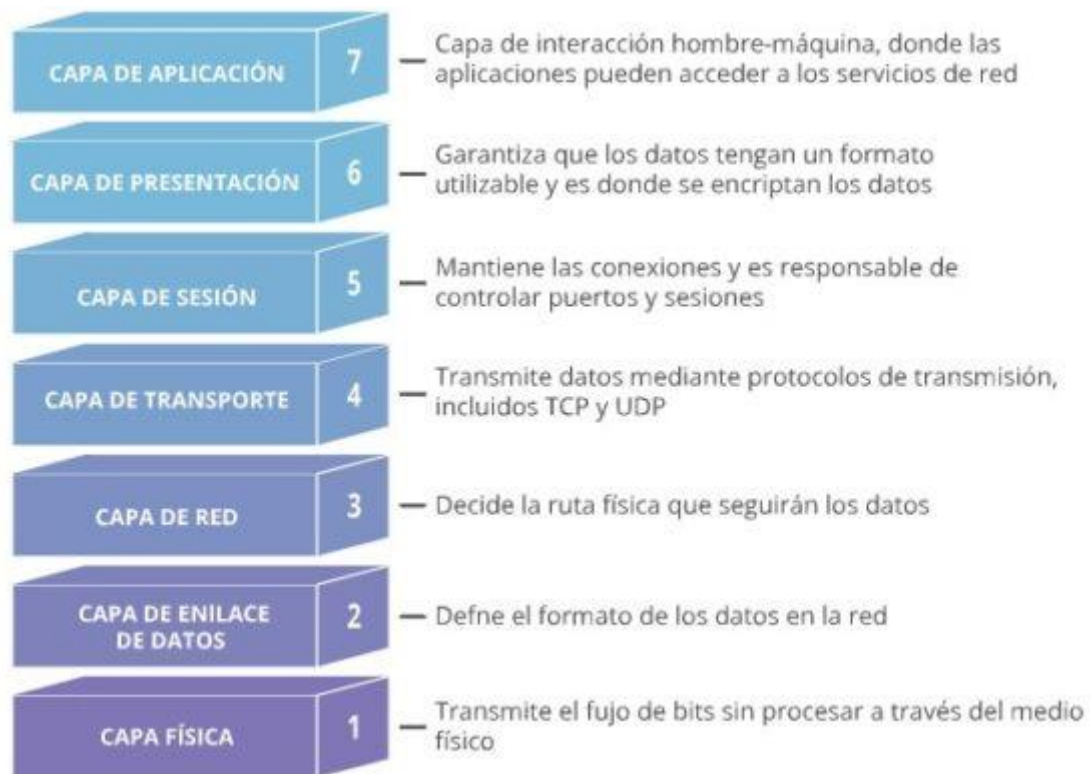 CAPA DE APLICACIÓN
7
Capa de interacción hombre-máquina, donde las
aplicaciones pueden acceder a los servicios de red
CAPA DE PRESENTACIÓN
6
Garantiza que los datos tengan un formato
utilizable y es donde se encriptan los datos
CAPA DE SESIÓN
5
Mantiene las conexiones y es responsable de
controlar puertos y sesiones
CAPA DE TRANSPORTE
4
Transmite datos mediante protocolos de transmisión,
incluidos TCP y UDP
CAPA DE RED
3
Decide la ruta física que seguirán los datos
CAPA DE ENILACE
DE DATOS
2
Defne el formato de los datos en la red
CAPA FÍSICA
1
Transmite el fujo de bits sin procesar a través del medio
físico